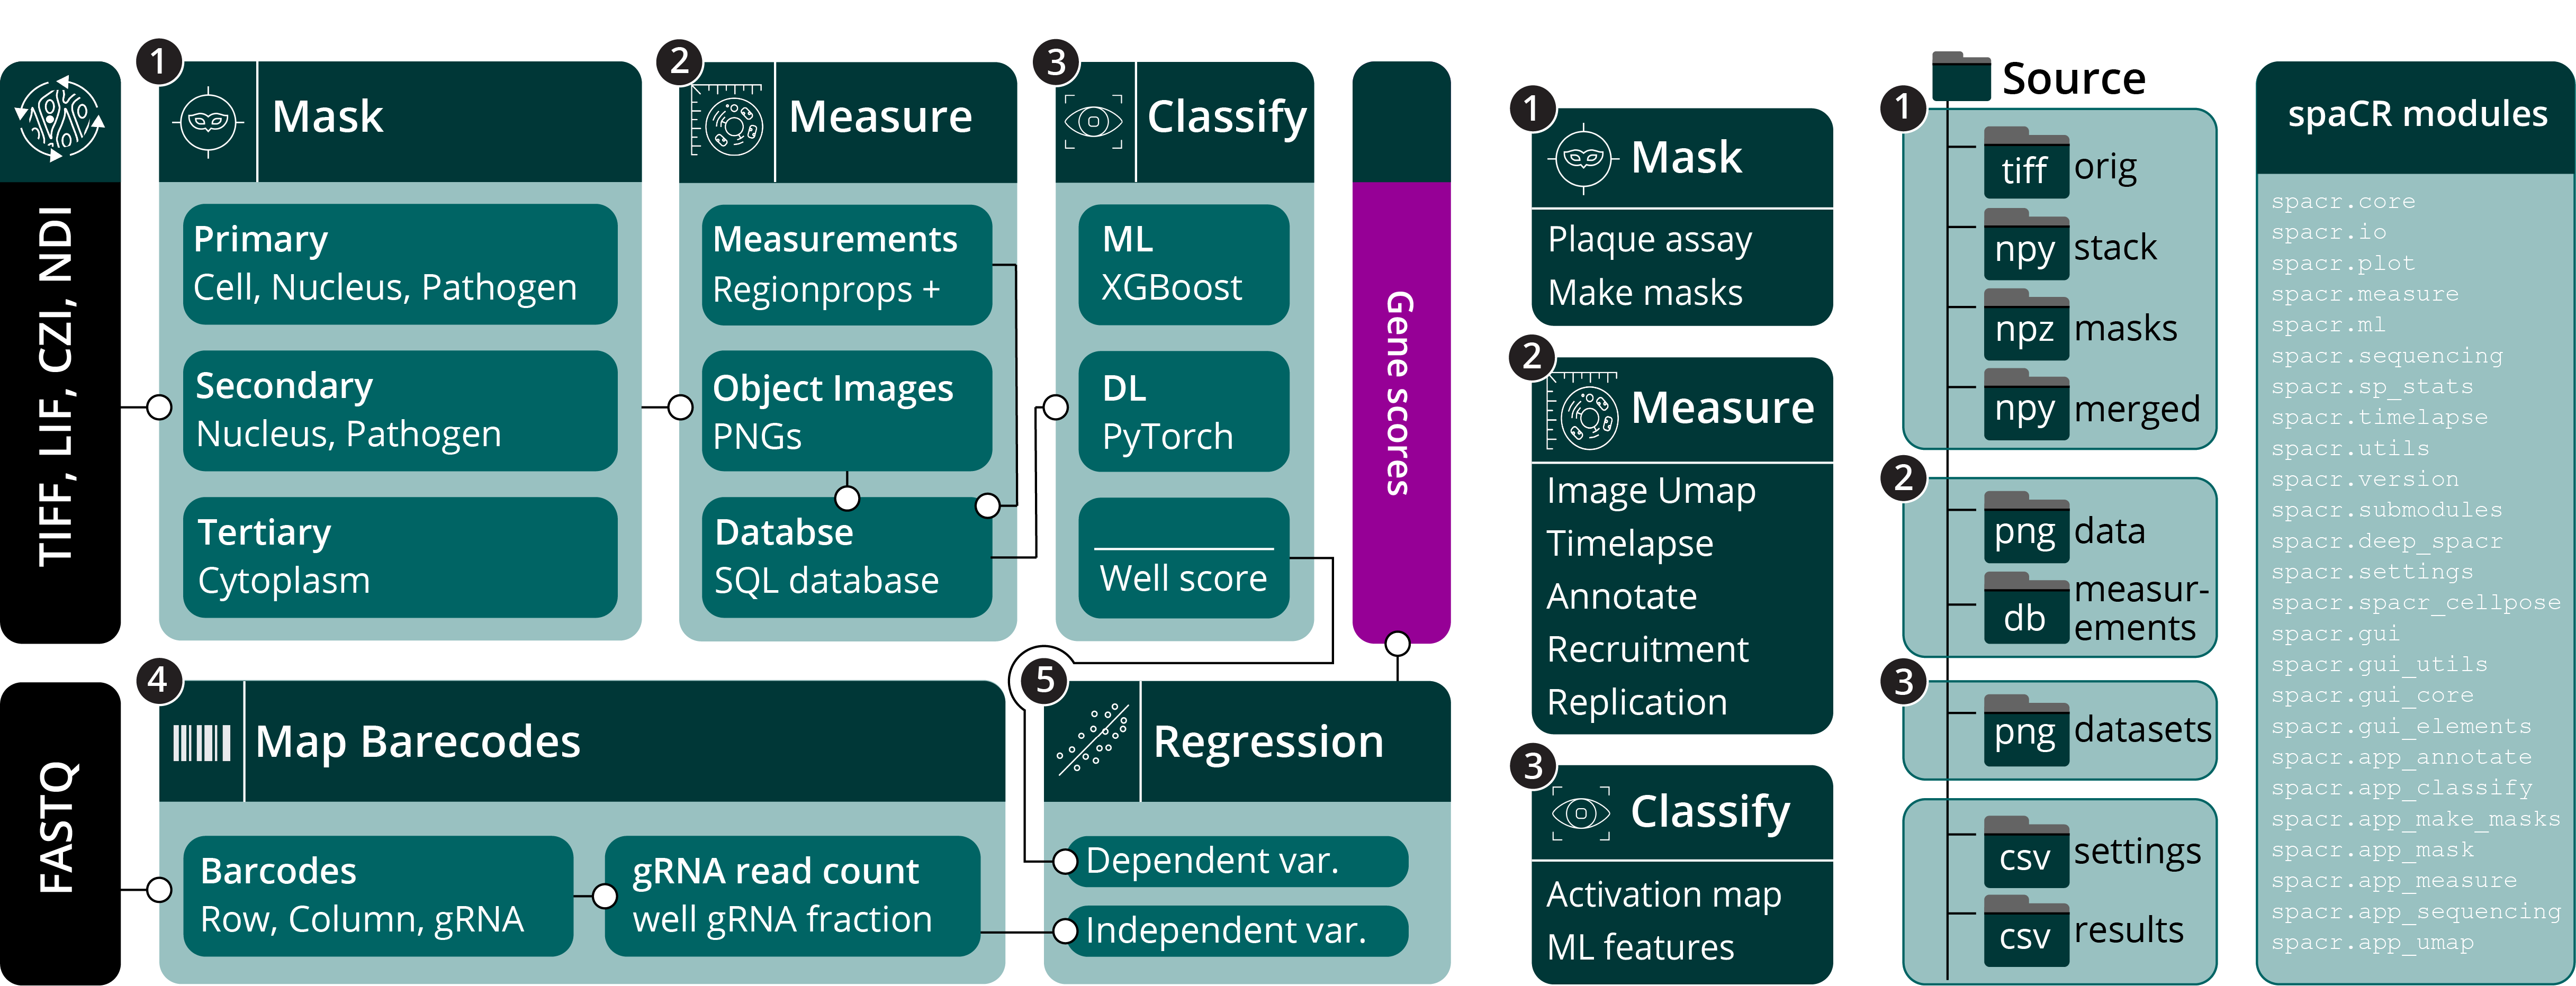 TIFF, LIF, CZI, NDI
1
Mask
Primary
Cell, Nucleus, Pathogen
Secondary
Nucleus, Pathogen
Tertiary
Cytoplasm
2
Measure
Measurements
Regionprops +
Object Images
PNGs
Databse
SQL database
3
Classify
ML
XGBoost
DL
PyTorch
Well score
Gene scores
FASTQ
4
Map Barecodes
Barcodes
Row, Column, gRNA
gRNA read count
well gRNA fraction
5
Regression
Dependent var.
Independent var.
1
Mask
Plaque assay
Make masks
2
Measure
Image Umap
Timelapse
Annotate
Recruitment
Replication
3
Classify
Activation map
ML features
Source
1
tiff orig
npy stack
npz masks
npy merged
2
png data
db measur-
ements
3
png datasets
csv settings
csv results
spaCR modules
spacr.core
spacr.io
spacr.plot
spacr.measure
spacr.ml
spacr.sequencing
spacr.sp_stats
spacr.timelapse
spacr.utils
spacr.version
spacr.submodules
spacr.deep_spacr
spacr.settings
spacr.spacr_cellpose
spacr.gui
spacr.gui_utils
spacr.gui_core
spacr.gui_elements
spacr.app_annotate
spacr.app_classify
spacr.app_make_masks
spacr.app_mask
spacr.app_measure
spacr.app_sequencing
spacr.app_umap